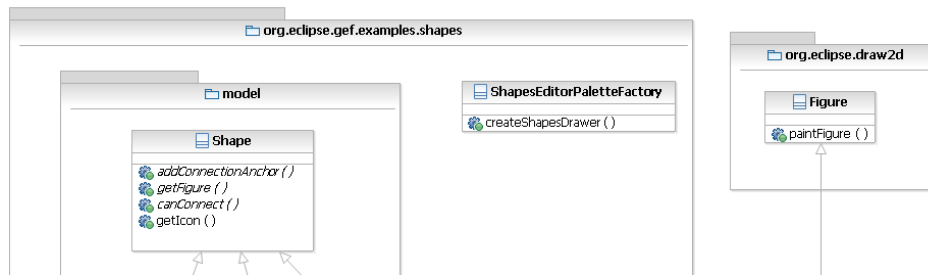 org.eclipse.gef.examples.shapes
org.eclipse.draw2d
model
ShapesEditorPaletteFactory
createShapesDrawer ( )
Figure
paintFigure ( )
Shape
addConnectionAnchor ( )
getFigure ( )
canConnect ( )
getIcon ( )